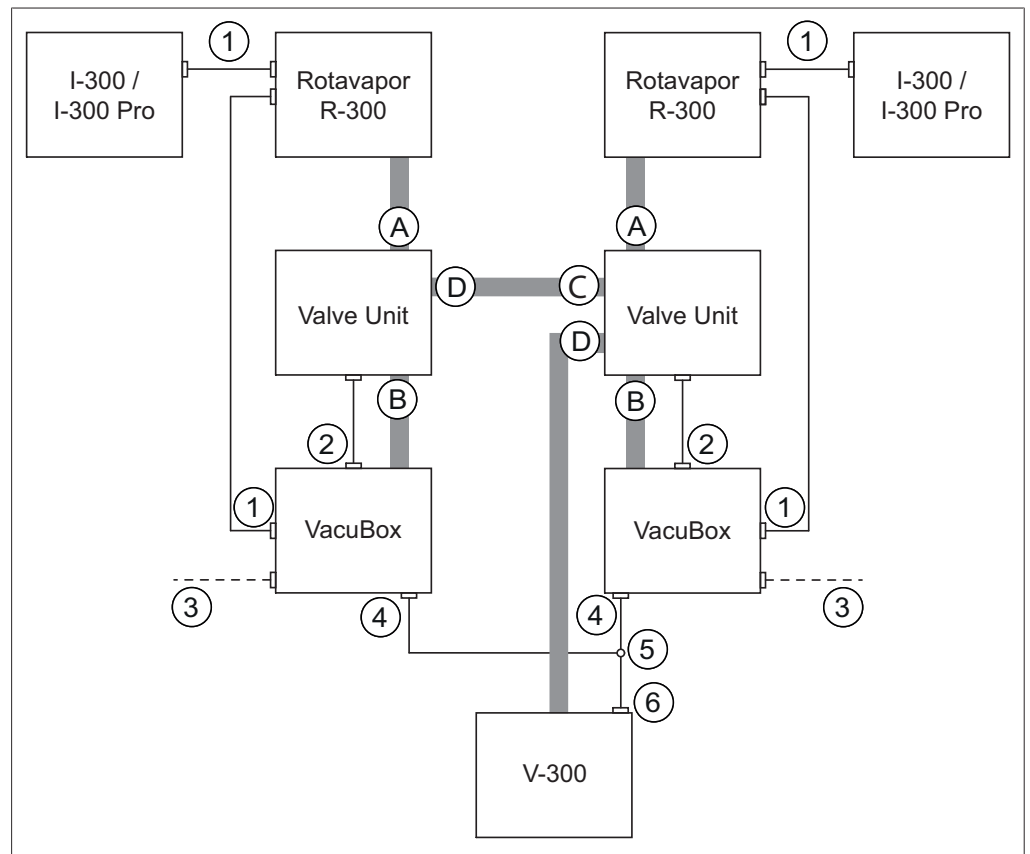 1
1
I-300 /
I-300 Pro
Rotavapor
R-300
Rotavapor
R-300
I-300 /
I-300 Pro
A
A
D
C
Valve Unit
Valve Unit
D
B
B
2
2
1
VacuBox
VacuBox
1
3
4
4
3
5
6
V-300